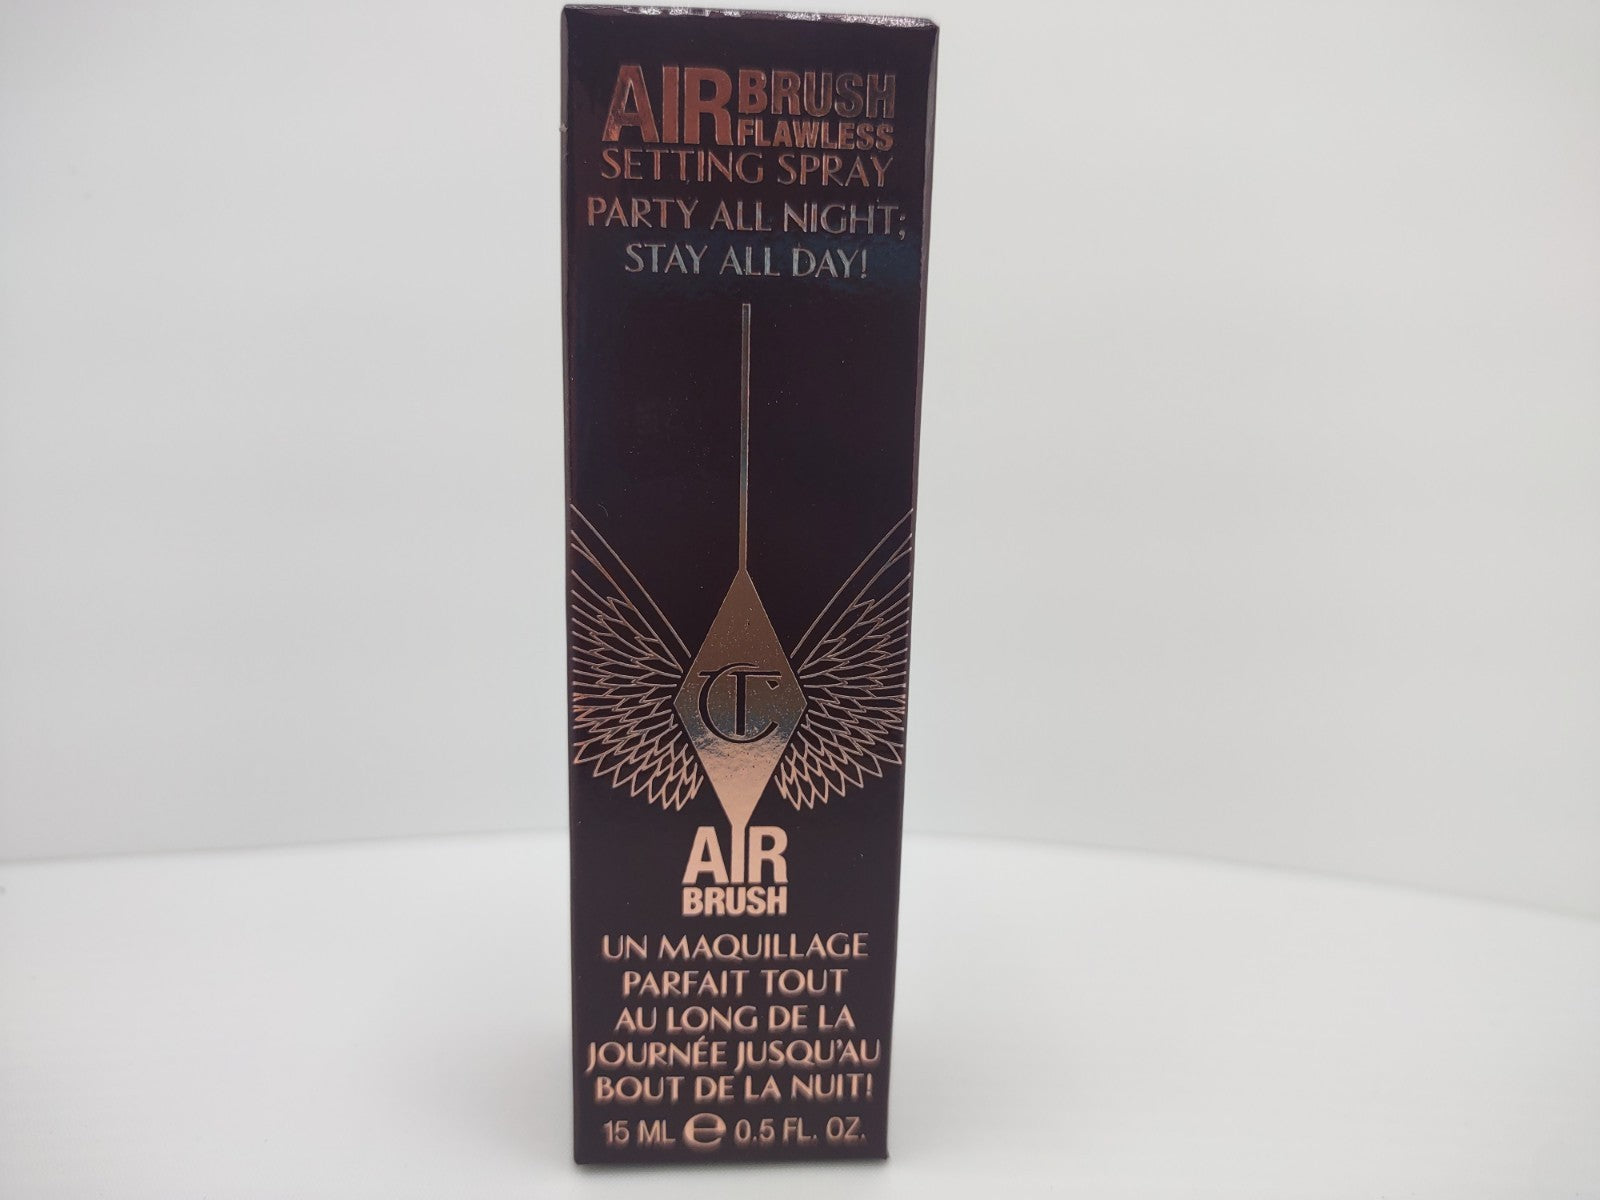 AIRBRUSH
FLAWLESS
SETTING SPRAY
PARTY ALL NIGHT;
STAY ALL DAY!
CT
AIR
BRUSH
UN MAQUILLAGE
PARFAIT TOUT
AU LONG DE LA
JOURNÉE JUSQU'AU
BOUT DE LA NUIT!
15 ML ℮ 0.5 FL. OZ.